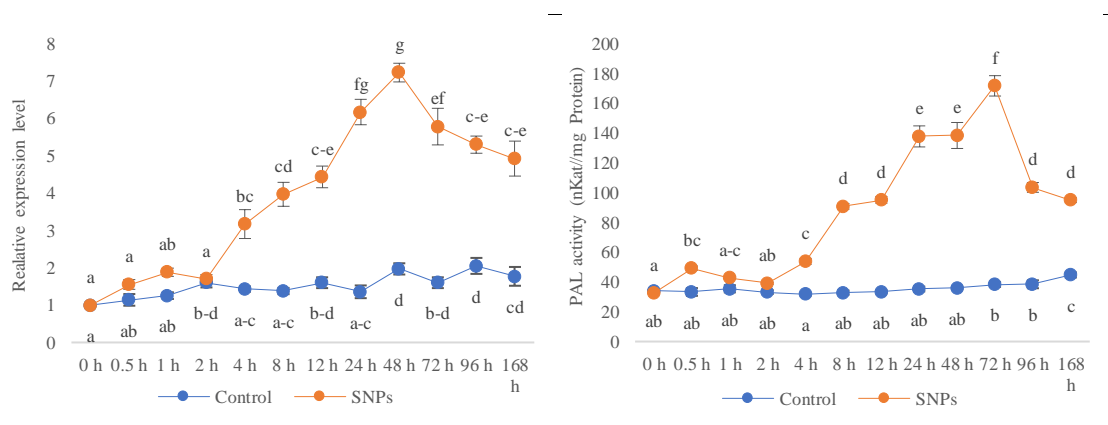 Realative expression level
8
7
6
5
4
3
2
1
0
g
fg
ef
c-e
c-e
c-e
cd
bc
a
a
ab
a
a
ab
ab
b-d
a-c
a-c
b-d
a-c
d
b-d
d
cd
0 h 0.5 h 1 h 2 h 4 h 8 h 12 h 24 h 48 h 72 h 96 h 168 h
Control SNPs
PAL activity (nKat//mg Protein)
200
180
160
140
120
100
80
60
40
20
0
f
e
e
d
d
d
d
c
a
bc
a-c
ab
ab
ab
ab
ab
a
ab
ab
ab
ab
b
b
c
0 h 0.5 h 1 h 2 h 4 h 8 h 12 h 24 h 48 h 72 h 96 h 168 h
Control SNPs